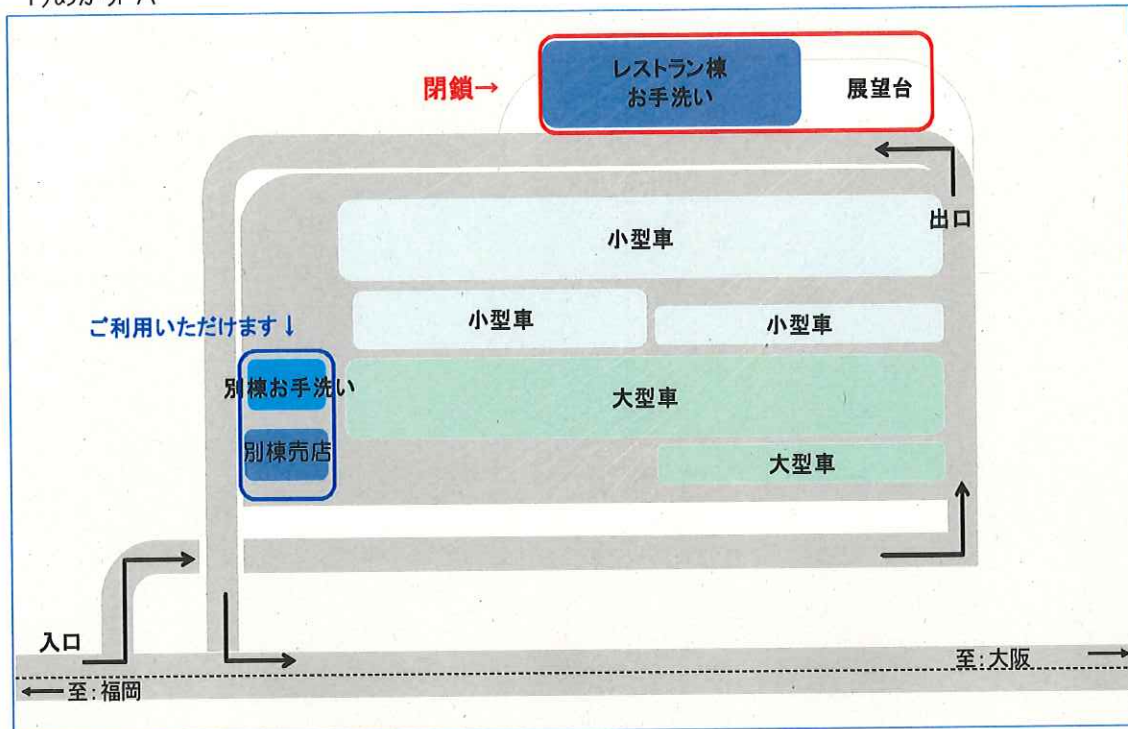 閉鎖→
レストラン棟
お手洗い
展望台
出口
小型車
小型車
小型車
ご利用いただけます↓
別棟お手洗い
大型車
別棟売店
大型車
入口
至:大阪
至:福岡